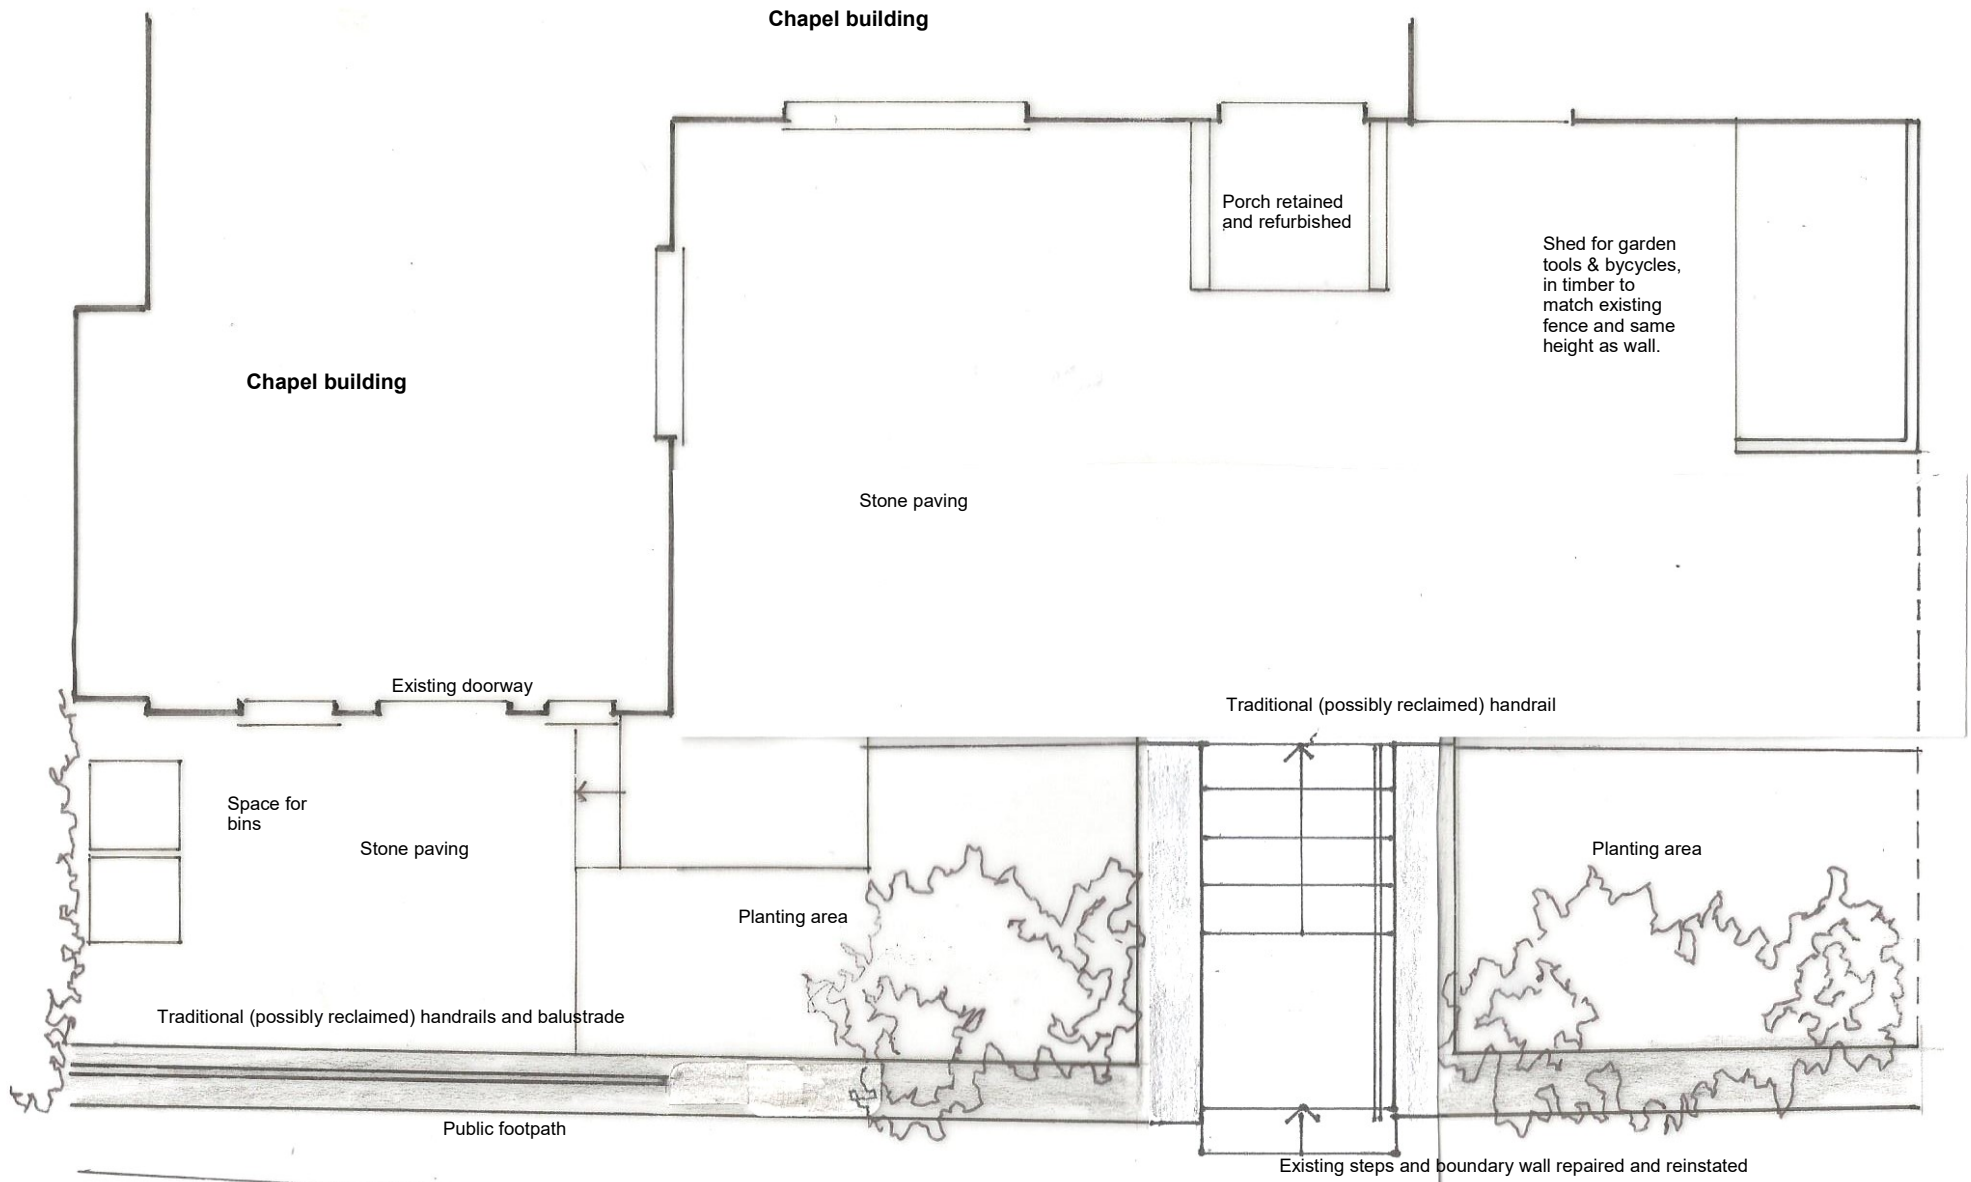 Chapel building
Porch retained
and refurbished
Shed for garden
tools & bycycles,
in timber to
match existing
fence and same
height as wall.
Chapel building
Stone paving
Existing doorway
Traditional (possibly reclaimed) handrail
Space for
bins
Stone paving
Planting area
Planting area
Traditional (possibly reclaimed) handrails and balustrade
Public footpath
Existing steps and boundary wall repaired and reinstated